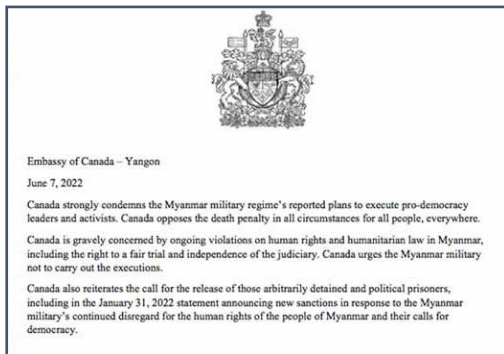 Embassy of Canada – Yangon
June 7, 2022
Canada strongly condemns the Myanmar military regime's reported plans to execute pro-democracy
leaders and activists. Canada opposes the death penalty in all circumstances for all people, everywhere.
Canada is gravely concerned by ongoing violations on human rights and humanitarian law in Myanmar,
including the right to a fair trial and independence of the judiciary. Canada urges the Myanmar military
not to carry out the executions.
Canada also reiterates the call for the release of those arbitrarily detained and political prisoners,
including in the January 31, 2022 statement announcing new sanctions in response to the Myanmar
military's continued disregard for the human rights of the people of Myanmar and their calls for
democracy.